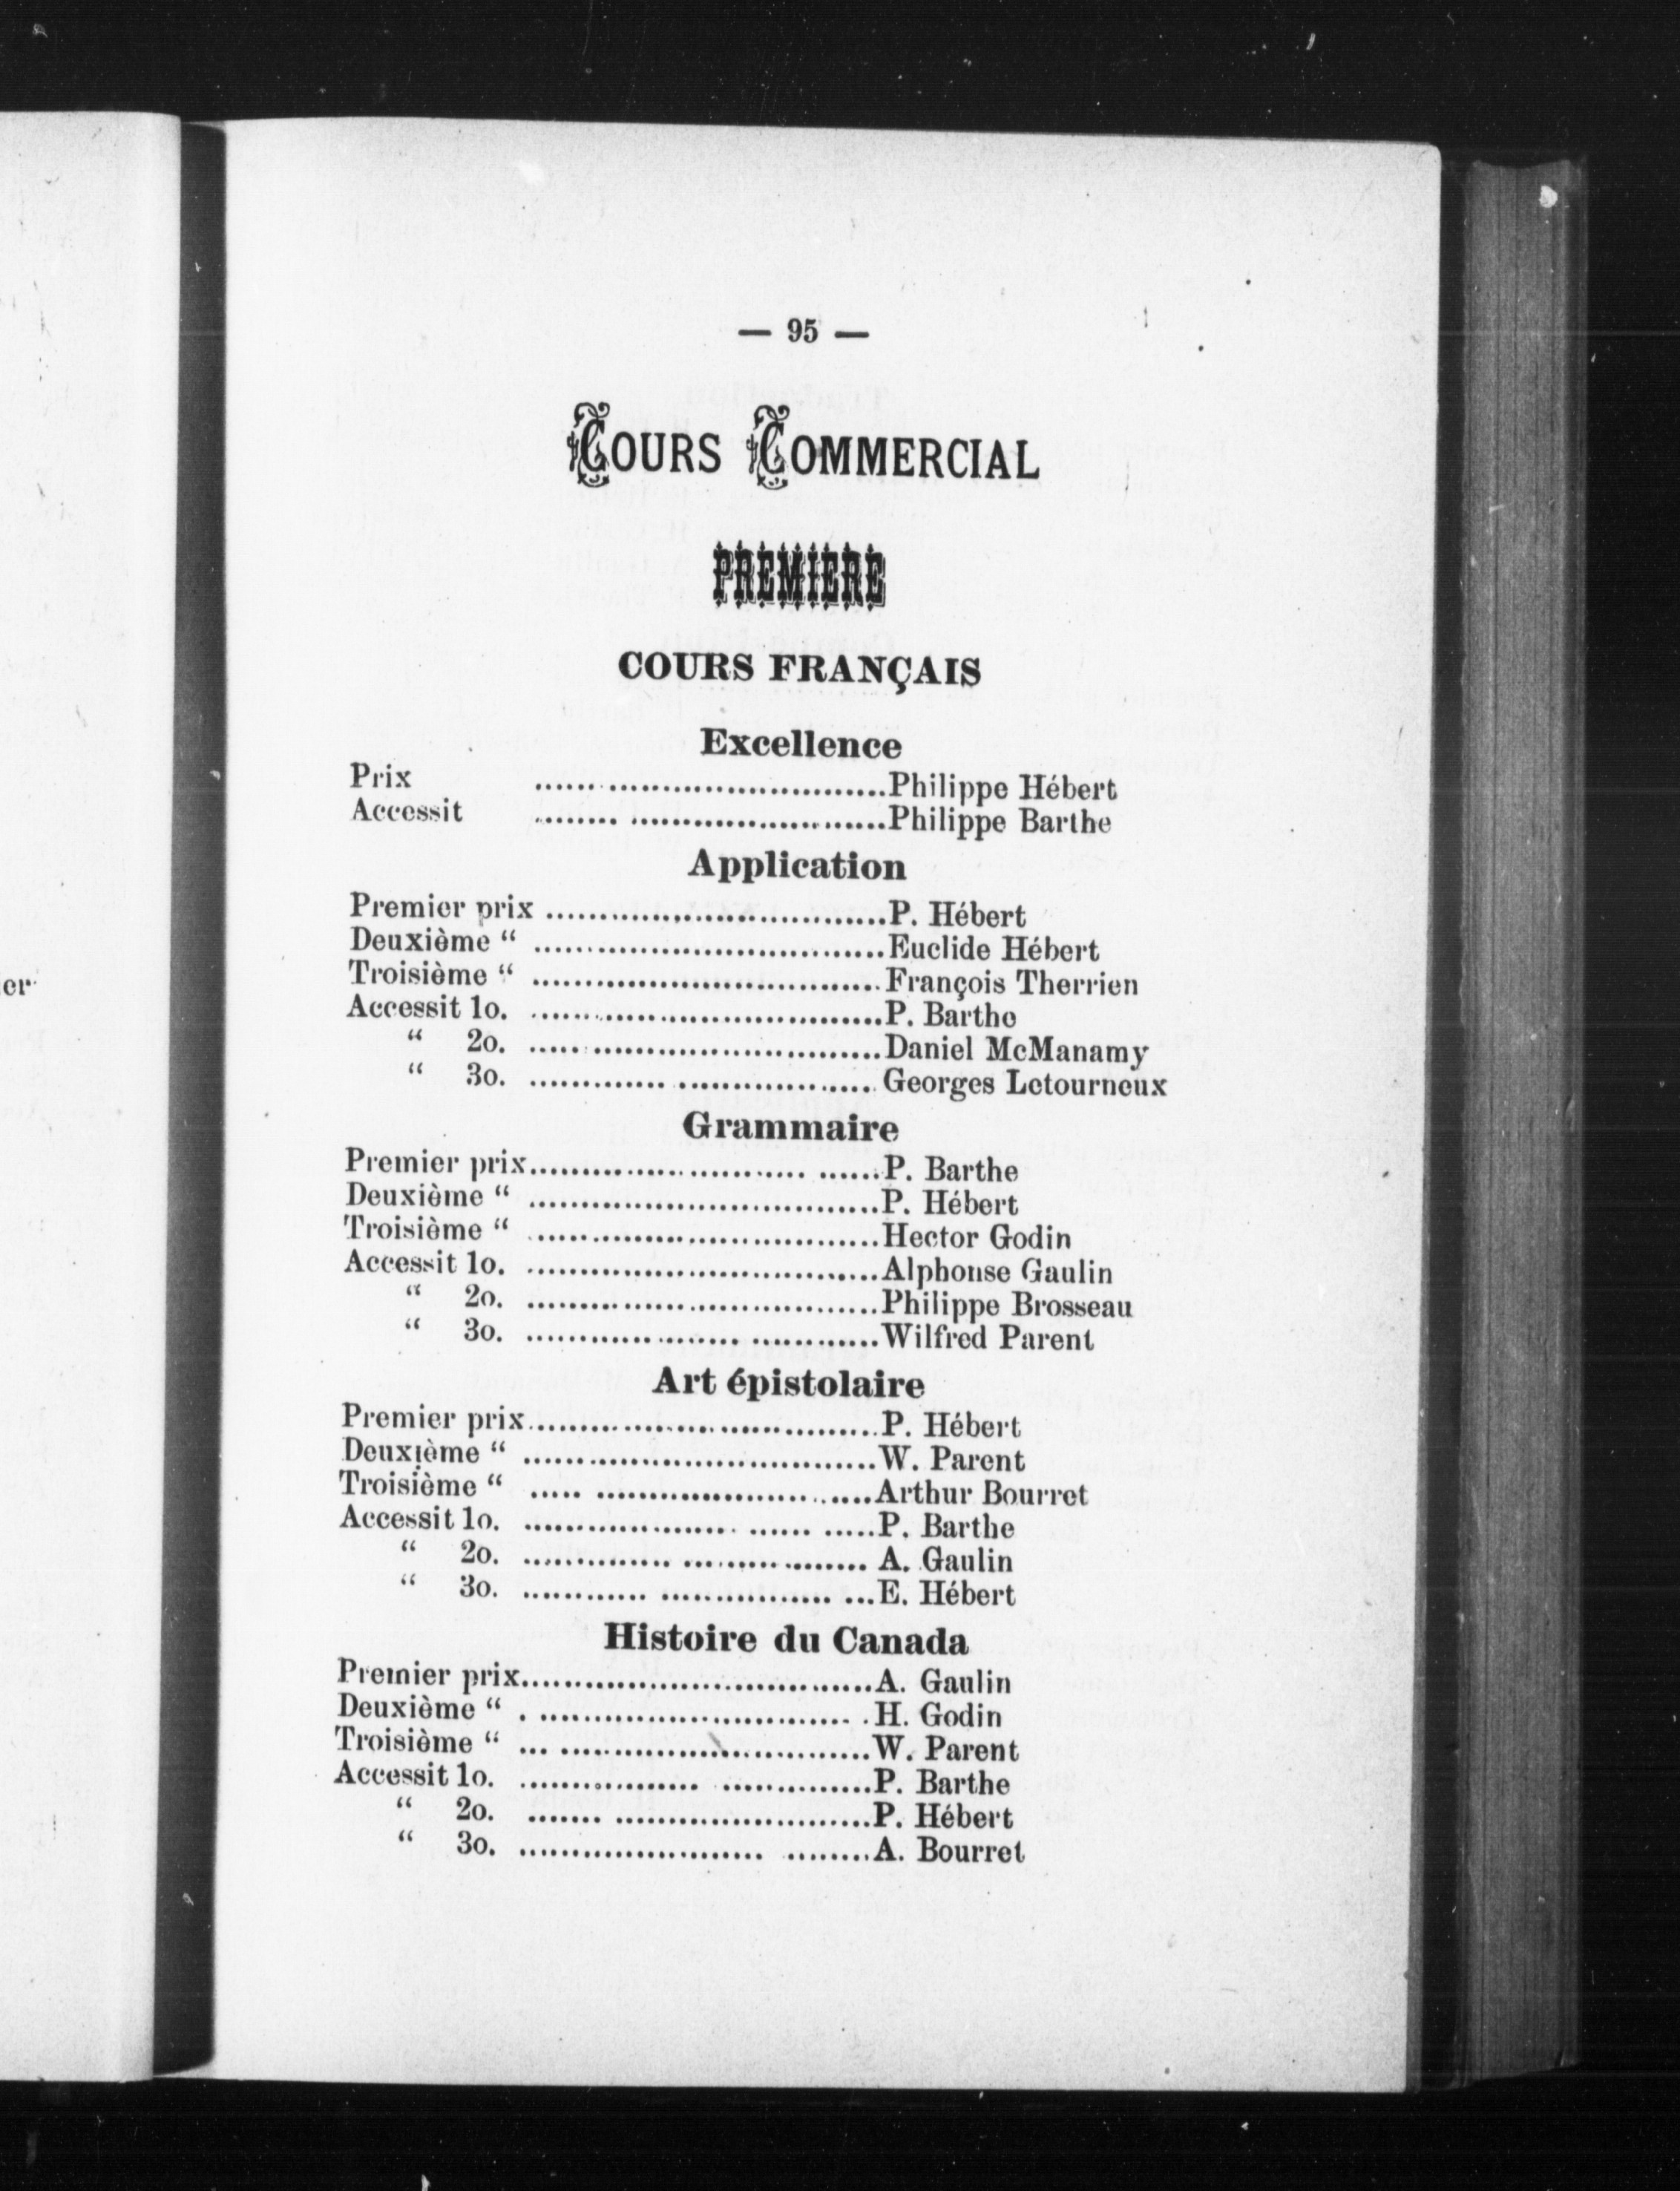 — 95 —
COURS COMMERCIAL
PREMIERE
COURS FRANÇAIS
Excellence
Prix ................................Philippe Hébert
Accessit ................................Philippe Barthe
Application
Premier prix ................................P. Hébert
Deuxième “ ................................Euclide Hébert
Troisième “ ................................François Therrien
Accessit 1o. ................................P. Barthe
“ 2o. ................................Daniel McManamy
“ 3o. ................................Georges Letourneux
Grammaire
Premier prix................................P. Barthe
Deuxième “ ................................P. Hébert
Troisième “ ................................Hector Godin
Accessit 1o. ................................Alphonse Gaulin
“ 2o. ................................Philippe Brosseau
“ 3o. ................................Wilfred Parent
Art épistolaire
Premier prix................................P. Hébert
Deuxième “ ................................W. Parent
Troisième “ ................................Arthur Bourret
Accessit 1o. ................................P. Barthe
“ 2o. ................................A. Gaulin
“ 3o. ................................E. Hébert
Histoire du Canada
Premier prix................................A. Gaulin
Deuxième “ ................................H. Godin
Troisième “ ................................W. Parent
Accessit 1o. ................................P. Barthe
“ 2o. ................................P. Hébert
“ 3o. ................................A. Bourret